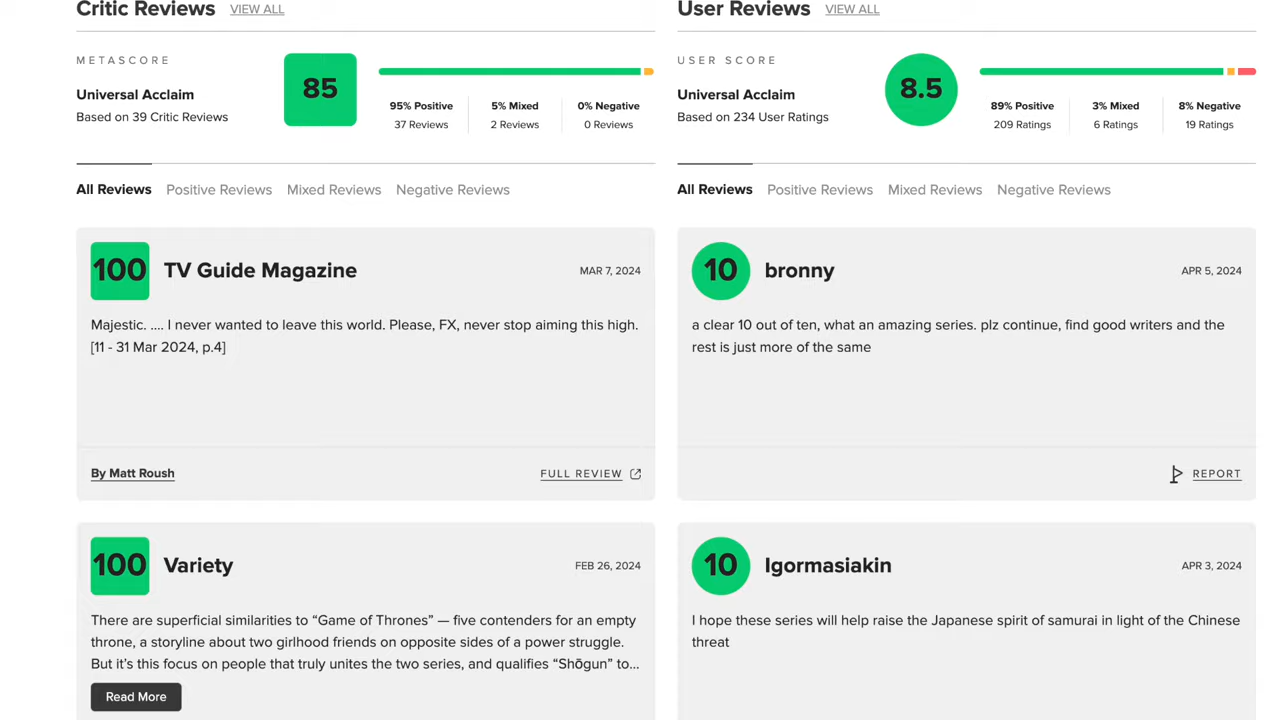 Critic Reviews VIEW ALL
METASCORE
Universal Acclaim
Based on 39 Critic Reviews
85
95% Positive 5% Mixed 0% Negative
37 Reviews 2 Reviews 0 Reviews
All Reviews Positive Reviews Mixed Reviews Negative Reviews
100 TV Guide Magazine MAR 7, 2024
Majestic. .... I never wanted to leave this world. Please, FX, never stop aiming this high.
[11 - 31 Mar 2024, p.4]
By Matt Roush FULL REVIEW
100 Variety FEB 26, 2024
There are superficial similarities to “Game of Thrones” — five contenders for an empty
throne, a storyline about two girlhood friends on opposite sides of a power struggle.
But it’s this focus on people that truly unites the two series, and qualifies “Shōgun” to...
Read More
User Reviews VIEW ALL
USER SCORE
Universal Acclaim
Based on 234 User Ratings
8.5
89% Positive 3% Mixed 8% Negative
209 Ratings 6 Ratings 19 Ratings
All Reviews Positive Reviews Mixed Reviews Negative Reviews
10 bronny APR 5, 2024
a clear 10 out of ten, what an amazing series. plz continue, find good writers and the
rest is just more of the same
REPORT
10 Igormasiakin APR 3, 2024
I hope these series will help raise the Japanese spirit of samurai in light of the Chinese
threat